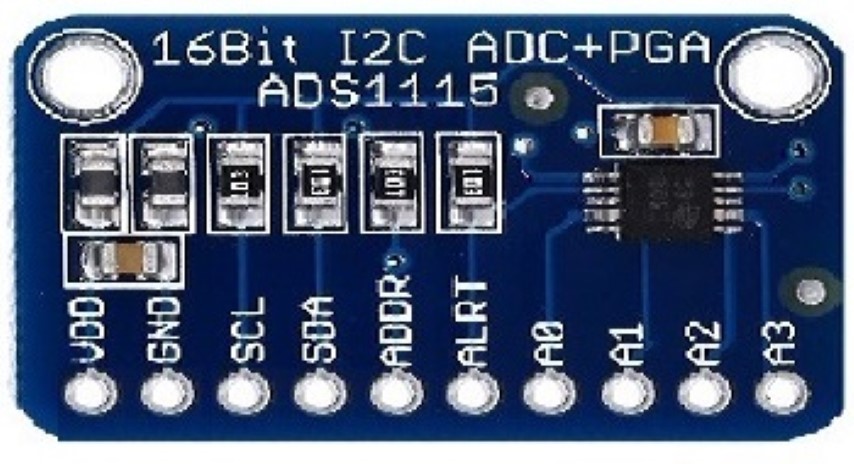 16Bit I2C ADC+PGA
ADS1115
VDD
GND
SCL
SDA
ADDR
ALRT
A0
A1
A2
A3